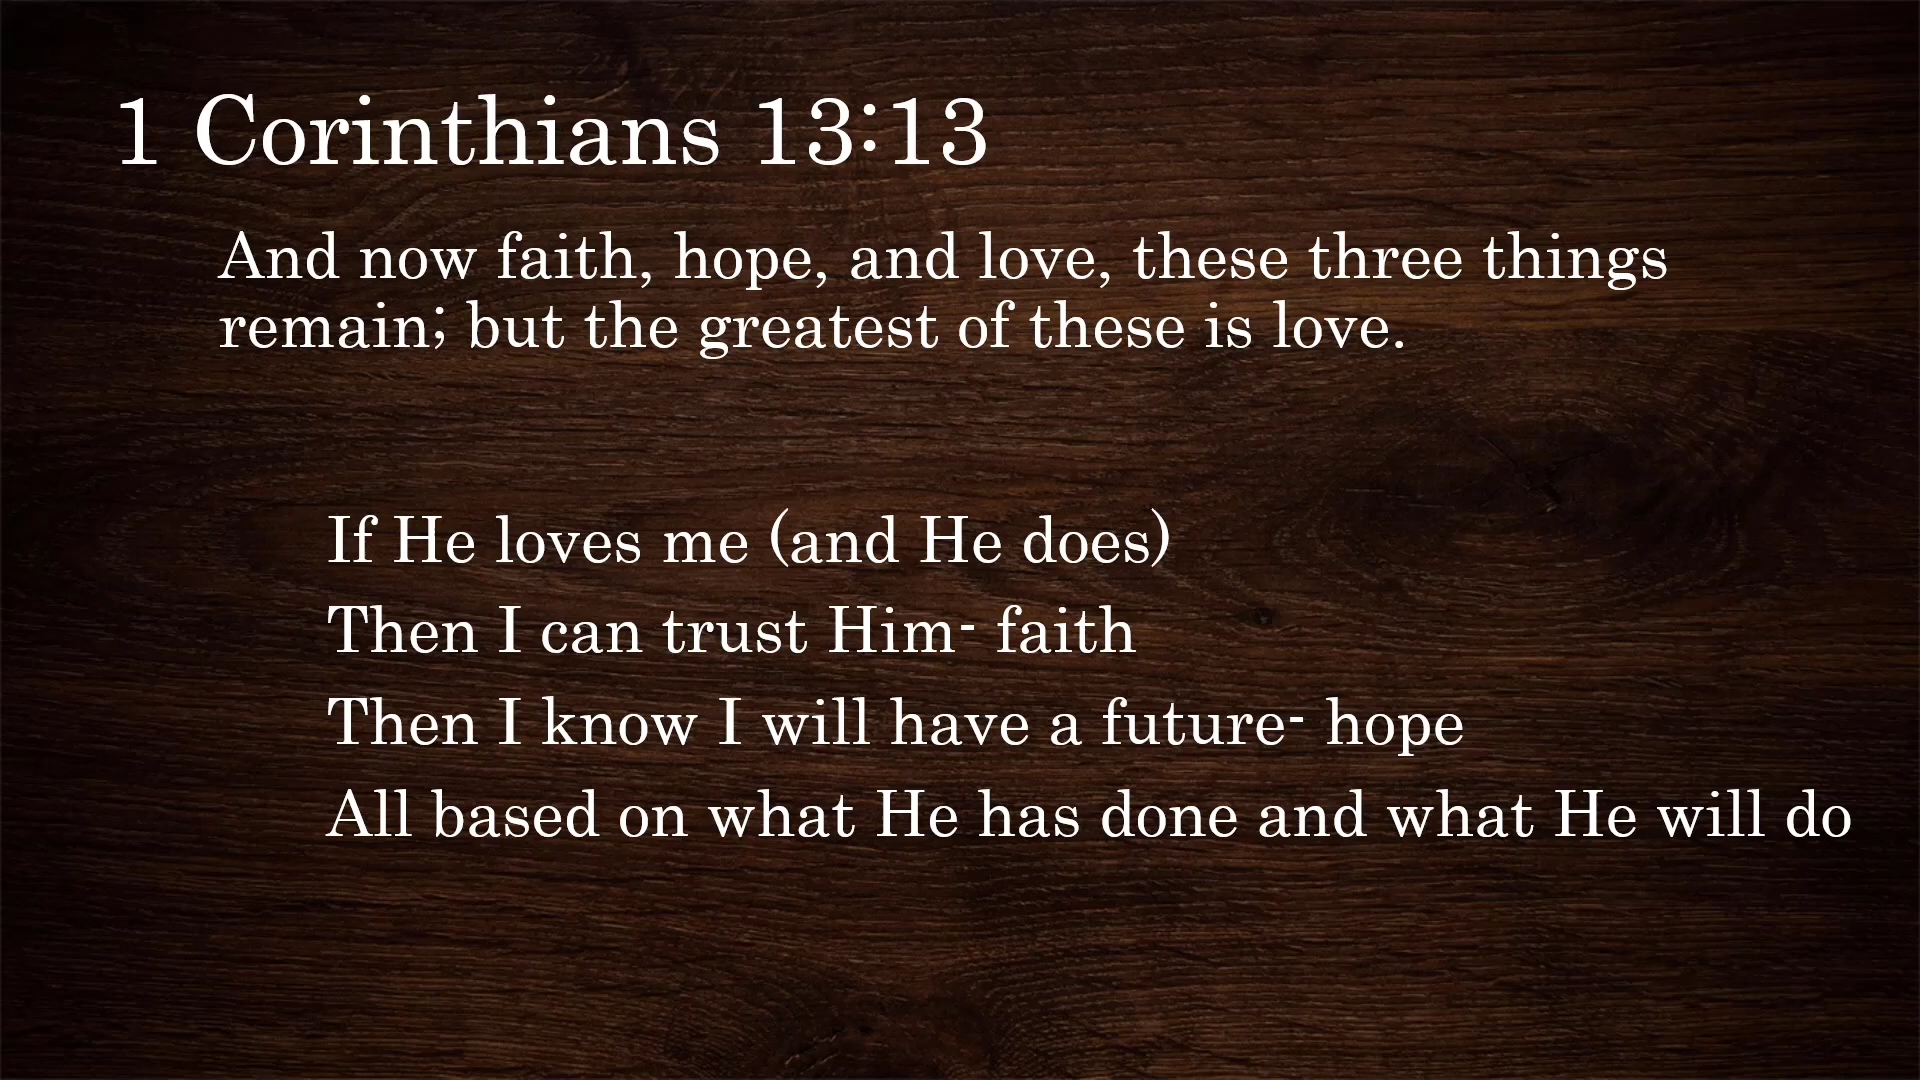 1 Corinthians 13:13
And now faith, hope, and love, these three things
remain; but the greatest of these is love.
If He loves me (and He does)
Then I can trust Him- faith
Then I know I will have a future- hope
All based on what He has done and what He will do